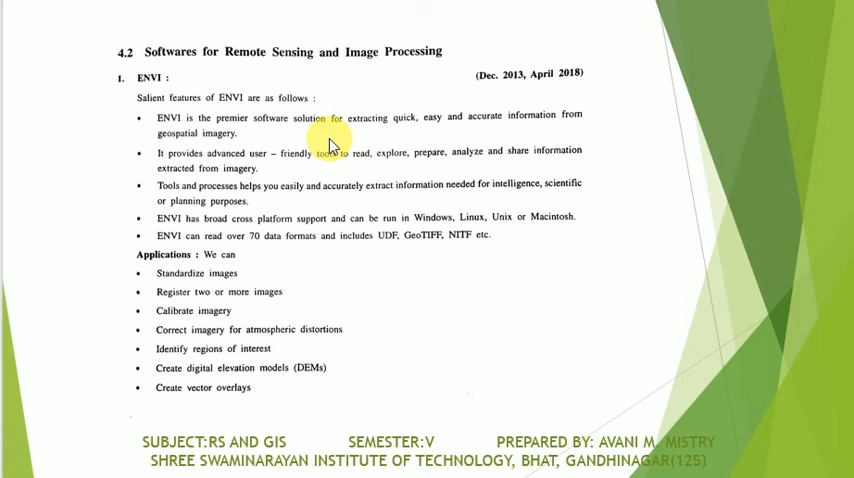 4.2 Softwares for Remote Sensing and Image Processing
1. ENVI : (Dec. 2013, April 2018)
Salient features of ENVI are as follows :
• ENVI is the premier software solution for extracting quick, easy and accurate information from
geospatial imagery.
• It provides advanced user – friendly tools to read, explore, prepare, analyze and share information
extracted from imagery.
• Tools and processes helps you easily and accurately extract information needed for intelligence, scientific
or planning purposes.
• ENVI has broad cross platform support and can be run in Windows, Linux, Unix or Macintosh.
• ENVI can read over 70 data formats and includes UDF, GeoTIFF, NITF etc.
Applications : We can
• Standardize images
• Register two or more images
• Calibrate imagery
• Correct imagery for atmospheric distortions
• Identify regions of interest
• Create digital elevation models (DEMs)
• Create vector overlays
SUBJECT:RS AND GIS SEMESTER:V PREPARED BY: AVANI M. MISTRY
SHREE SWAMINARAYAN INSTITUTE OF TECHNOLOGY, BHAT, GANDHINAGAR(125)